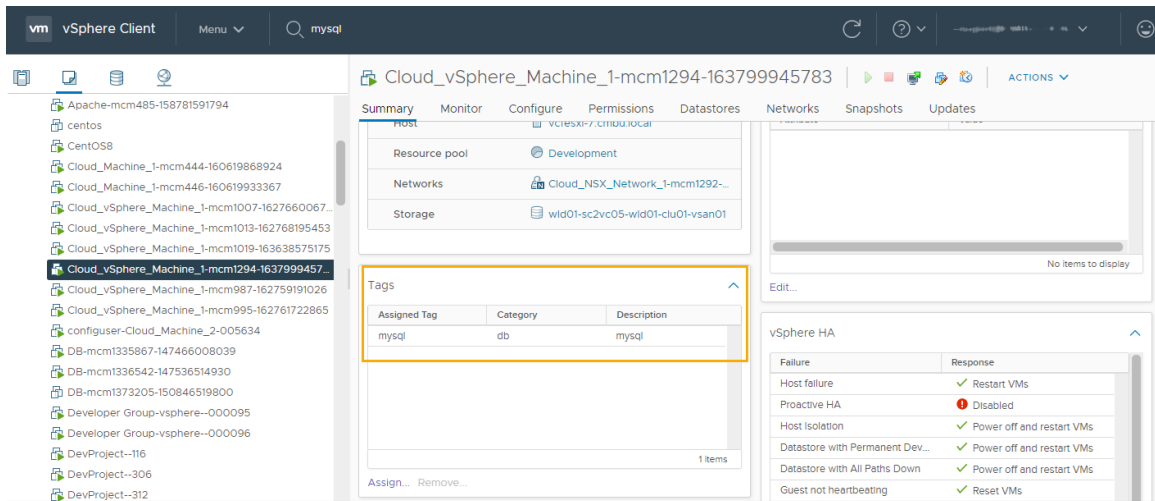 vm vSphere Client Menu mysql
Cloud_vSphere_Machine_1-mcm1294-163799945783 ACTIONS
Summary Monitor Configure Permissions Datastores Networks Snapshots Updates
Apache-mcm485-158781591794
centos
CentOS8
Cloud_Machine_1-mcm444-160619868924
Cloud_Machine_1-mcm446-160619933367
Cloud_vSphere_Machine_1-mcm1007-1627660067...
Cloud_vSphere_Machine_1-mcm1013-162768195453
Cloud_vSphere_Machine_1-mcm1019-163638575175
Cloud_vSphere_Machine_1-mcm1294-1637999457...
Cloud_vSphere_Machine_1-mcm987-162759191026
Cloud_vSphere_Machine_1-mcm995-162761722865
configuser-Cloud_Machine_2-005634
DB-mcm1335867-147466008039
DB-mcm1336542-147536514930
DB-mcm1373205-150846519800
Developer Group-vsphere--000095
Developer Group-vsphere--000096
DevProject--116
DevProject--306
DevProject--312
Host vcfesxi-7.cmbu.local
Resource pool Development
Networks Cloud_NSX_Network_1-mcm1292-...
Storage wld01-sc2vc05-wld01-clu01-vsan01
Tags
Assigned Tag Category Description
mysql db mysql
1 items
Assign... Remove...
No items to display
Edit...
vSphere HA
Failure Response
Host failure Restart VMs
Proactive HA Disabled
Host Isolation Power off and restart VMs
Datastore with Permanent Dev... Power off and restart VMs
Datastore with All Paths Down Power off and restart VMs
Guest not heartbeating Reset VMs